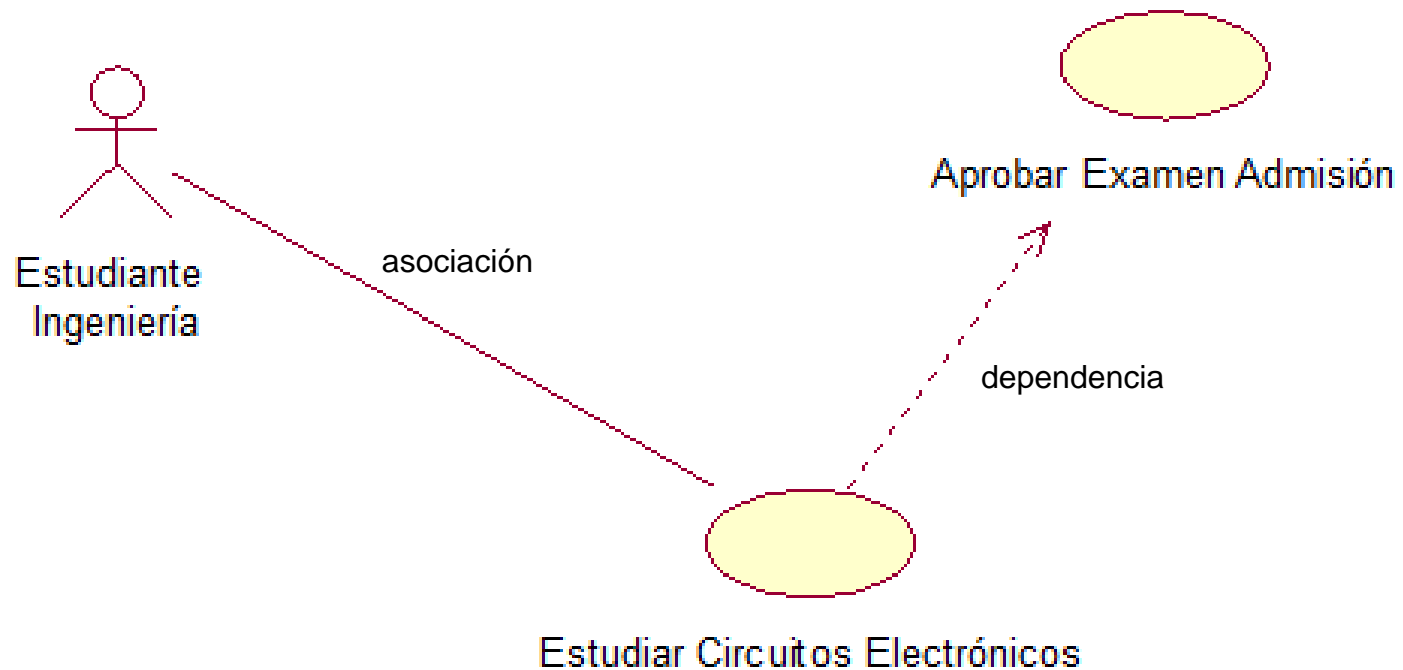 Aprobar Examen Admisión
asociación
Estudiante
Ingeniería
dependencia
Estudiar Circuitos Electrónicos